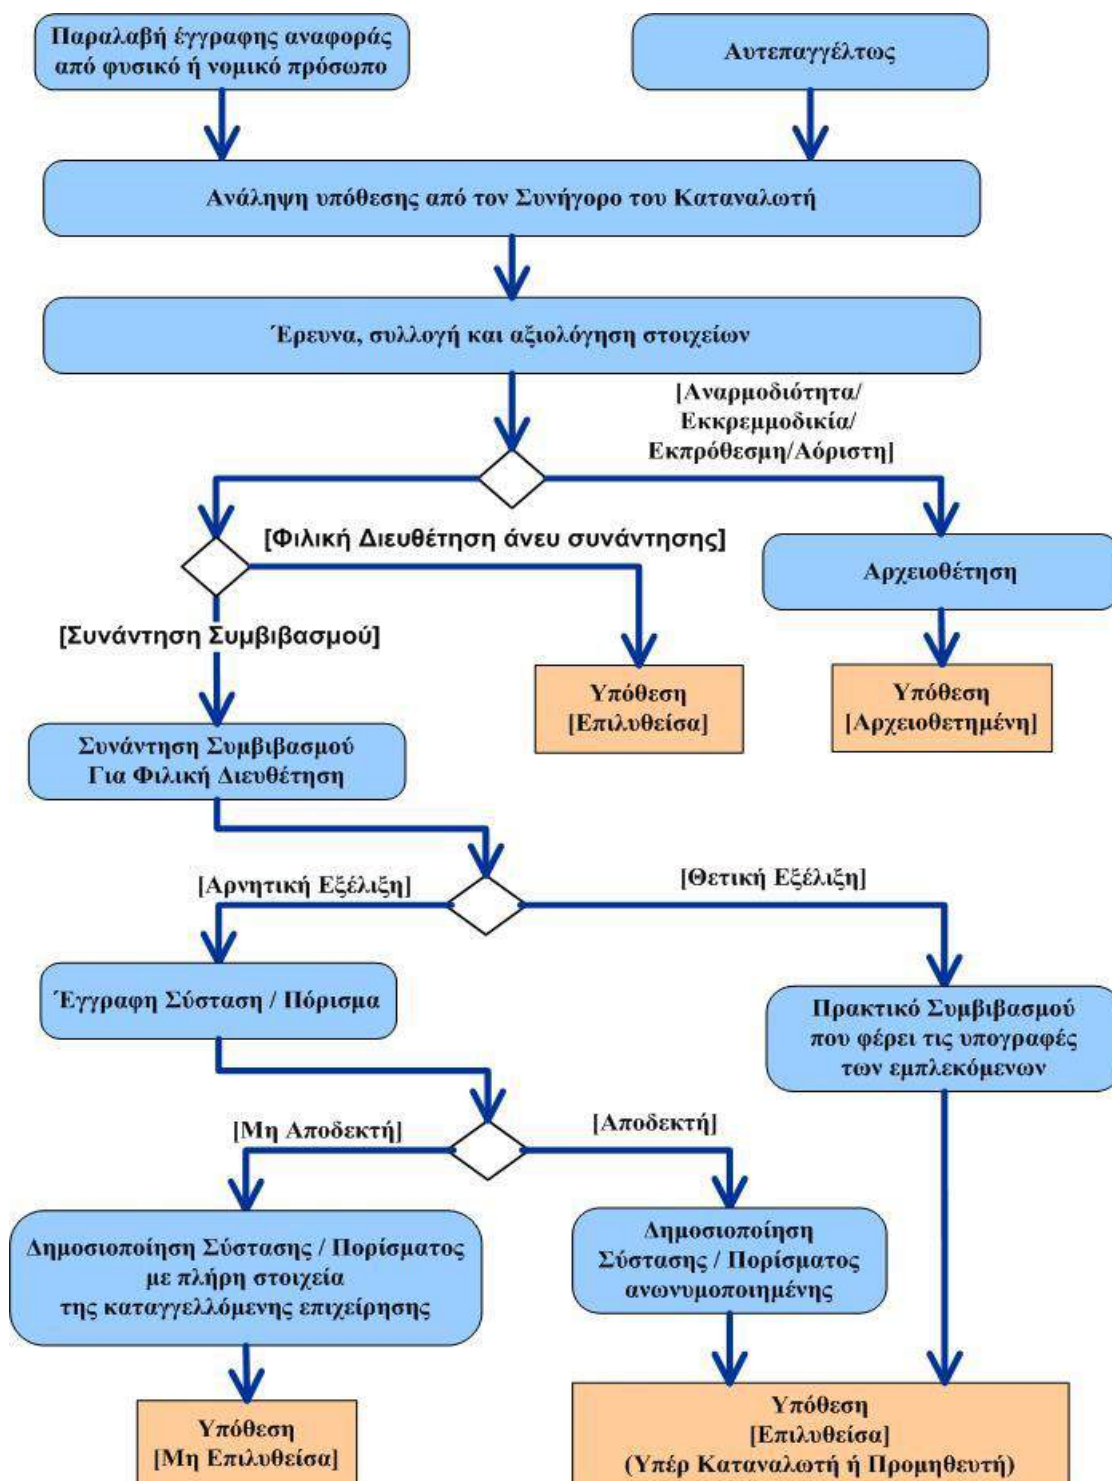 Παραλαβή έγγραφης αναφοράς
από φυσικό ή νομικό πρόσωπο
Αυτεπαγγέλτως
Ανάληψη υπόθεσης από τον Συνήγορο του Καταναλωτή
Έρευνα, συλλογή και αξιολόγηση στοιχείων
[Αναρμοδιότητα/
Εκκρεμμοδικία/
Εκπρόθεσμη/Αόριστη]
[Φιλική Διευθέτηση άνευ συνάντησης]
Αρχειοθέτηση
[Συνάντηση Συμβιβασμού]
Υπόθεση
[Επιλυθείσα]
Υπόθεση
[Αρχειοθετημένη]
Συνάντηση Συμβιβασμού
Για Φιλική Διευθέτηση
[Αρνητική Εξέλιξη]
[Θετική Εξέλιξη]
Έγγραφη Σύσταση / Πόρισμα
Πρακτικό Συμβιβασμού
που φέρει τις υπογραφές
των εμπλεκόμενων
[Μη Αποδεκτή]
[Αποδεκτή]
Δημοσιοποίηση Σύστασης / Πορίσματος
με πλήρη στοιχεία
της καταγγελλόμενης επιχείρησης
Δημοσιοποίηση
Σύστασης / Πορίσματος
ανωνυμοποιημένης
Υπόθεση
[Μη Επιλυθείσα]
Υπόθεση
[Επιλυθείσα]
(Υπέρ Καταναλωτή ή Προμηθευτή)